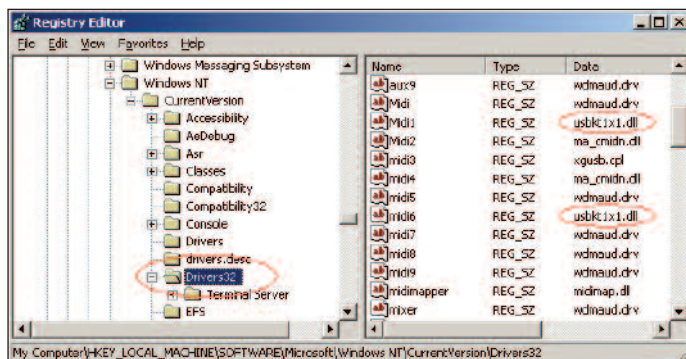 Registry Editor
File Edit View Favorites Help
Windows Messaging Subsystem
Windows NT
CurrentVersion
Accessibility
AeDebug
Asr
Classes
Compatibility
Compatibility32
Console
Drivers
drivers.desc
Drivers32
Terminal Server
EFS
Name Type Data
aux9 REG_SZ wdmaud.drv
Midi REG_SZ wdmaud.drv
Midi1 REG_SZ usbkt1x1.dll
Midi2 REG_SZ ma_cmidn.dll
midi3 REG_SZ xgusb.cpl
midi4 REG_SZ ma_cmidn.dll
midi5 REG_SZ wdmaud.drv
midi6 REG_SZ usbkt1x1.dll
midi7 REG_SZ wdmaud.drv
midi8 REG_SZ wdmaud.drv
midi9 REG_SZ wdmaud.drv
midimapper REG_SZ midimap.dll
mixer REG_SZ wdmaud.drv
My Computer\HKEY_LOCAL_MACHINE\SOFTWARE\Microsoft\Windows NT\CurrentVersion\Drivers32